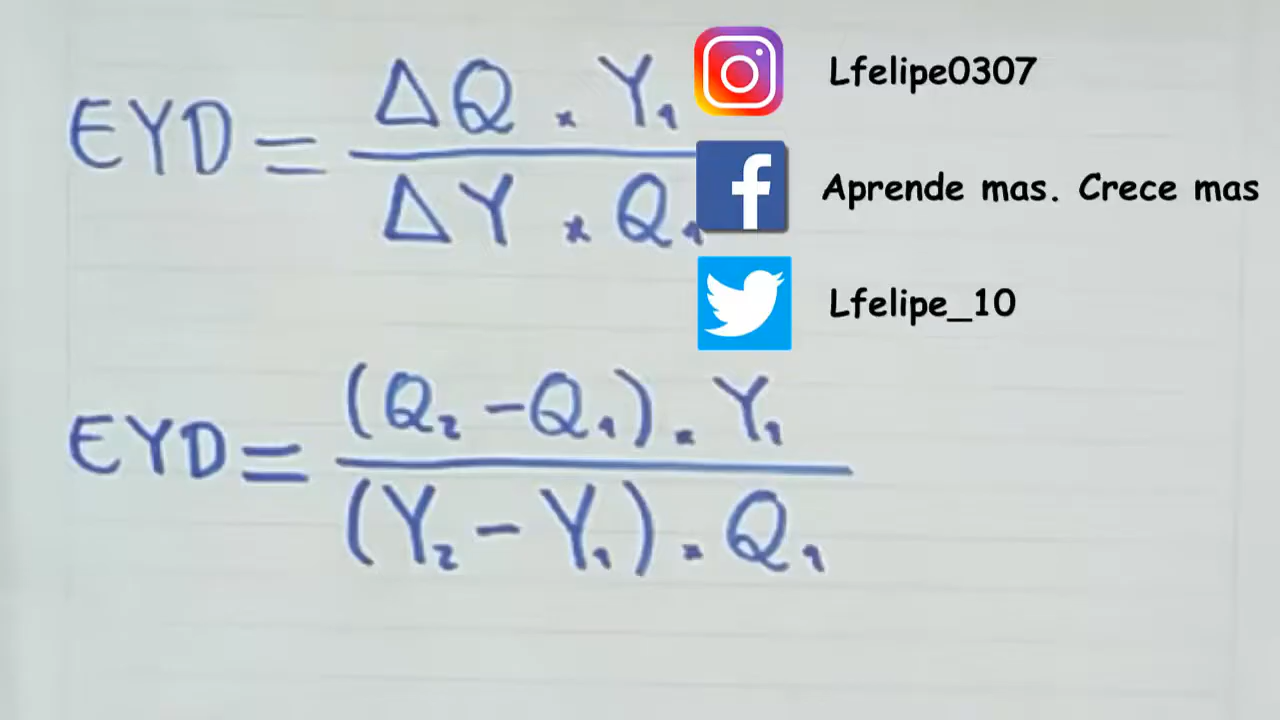 EYD = ΔQ . Y₁ / ΔY . Q₁
Lfelipe0307
Aprende mas. Crece mas
Lfelipe_10
EYD = (Q₂ - Q₁) . Y₁ / (Y₂ - Y₁) . Q₁